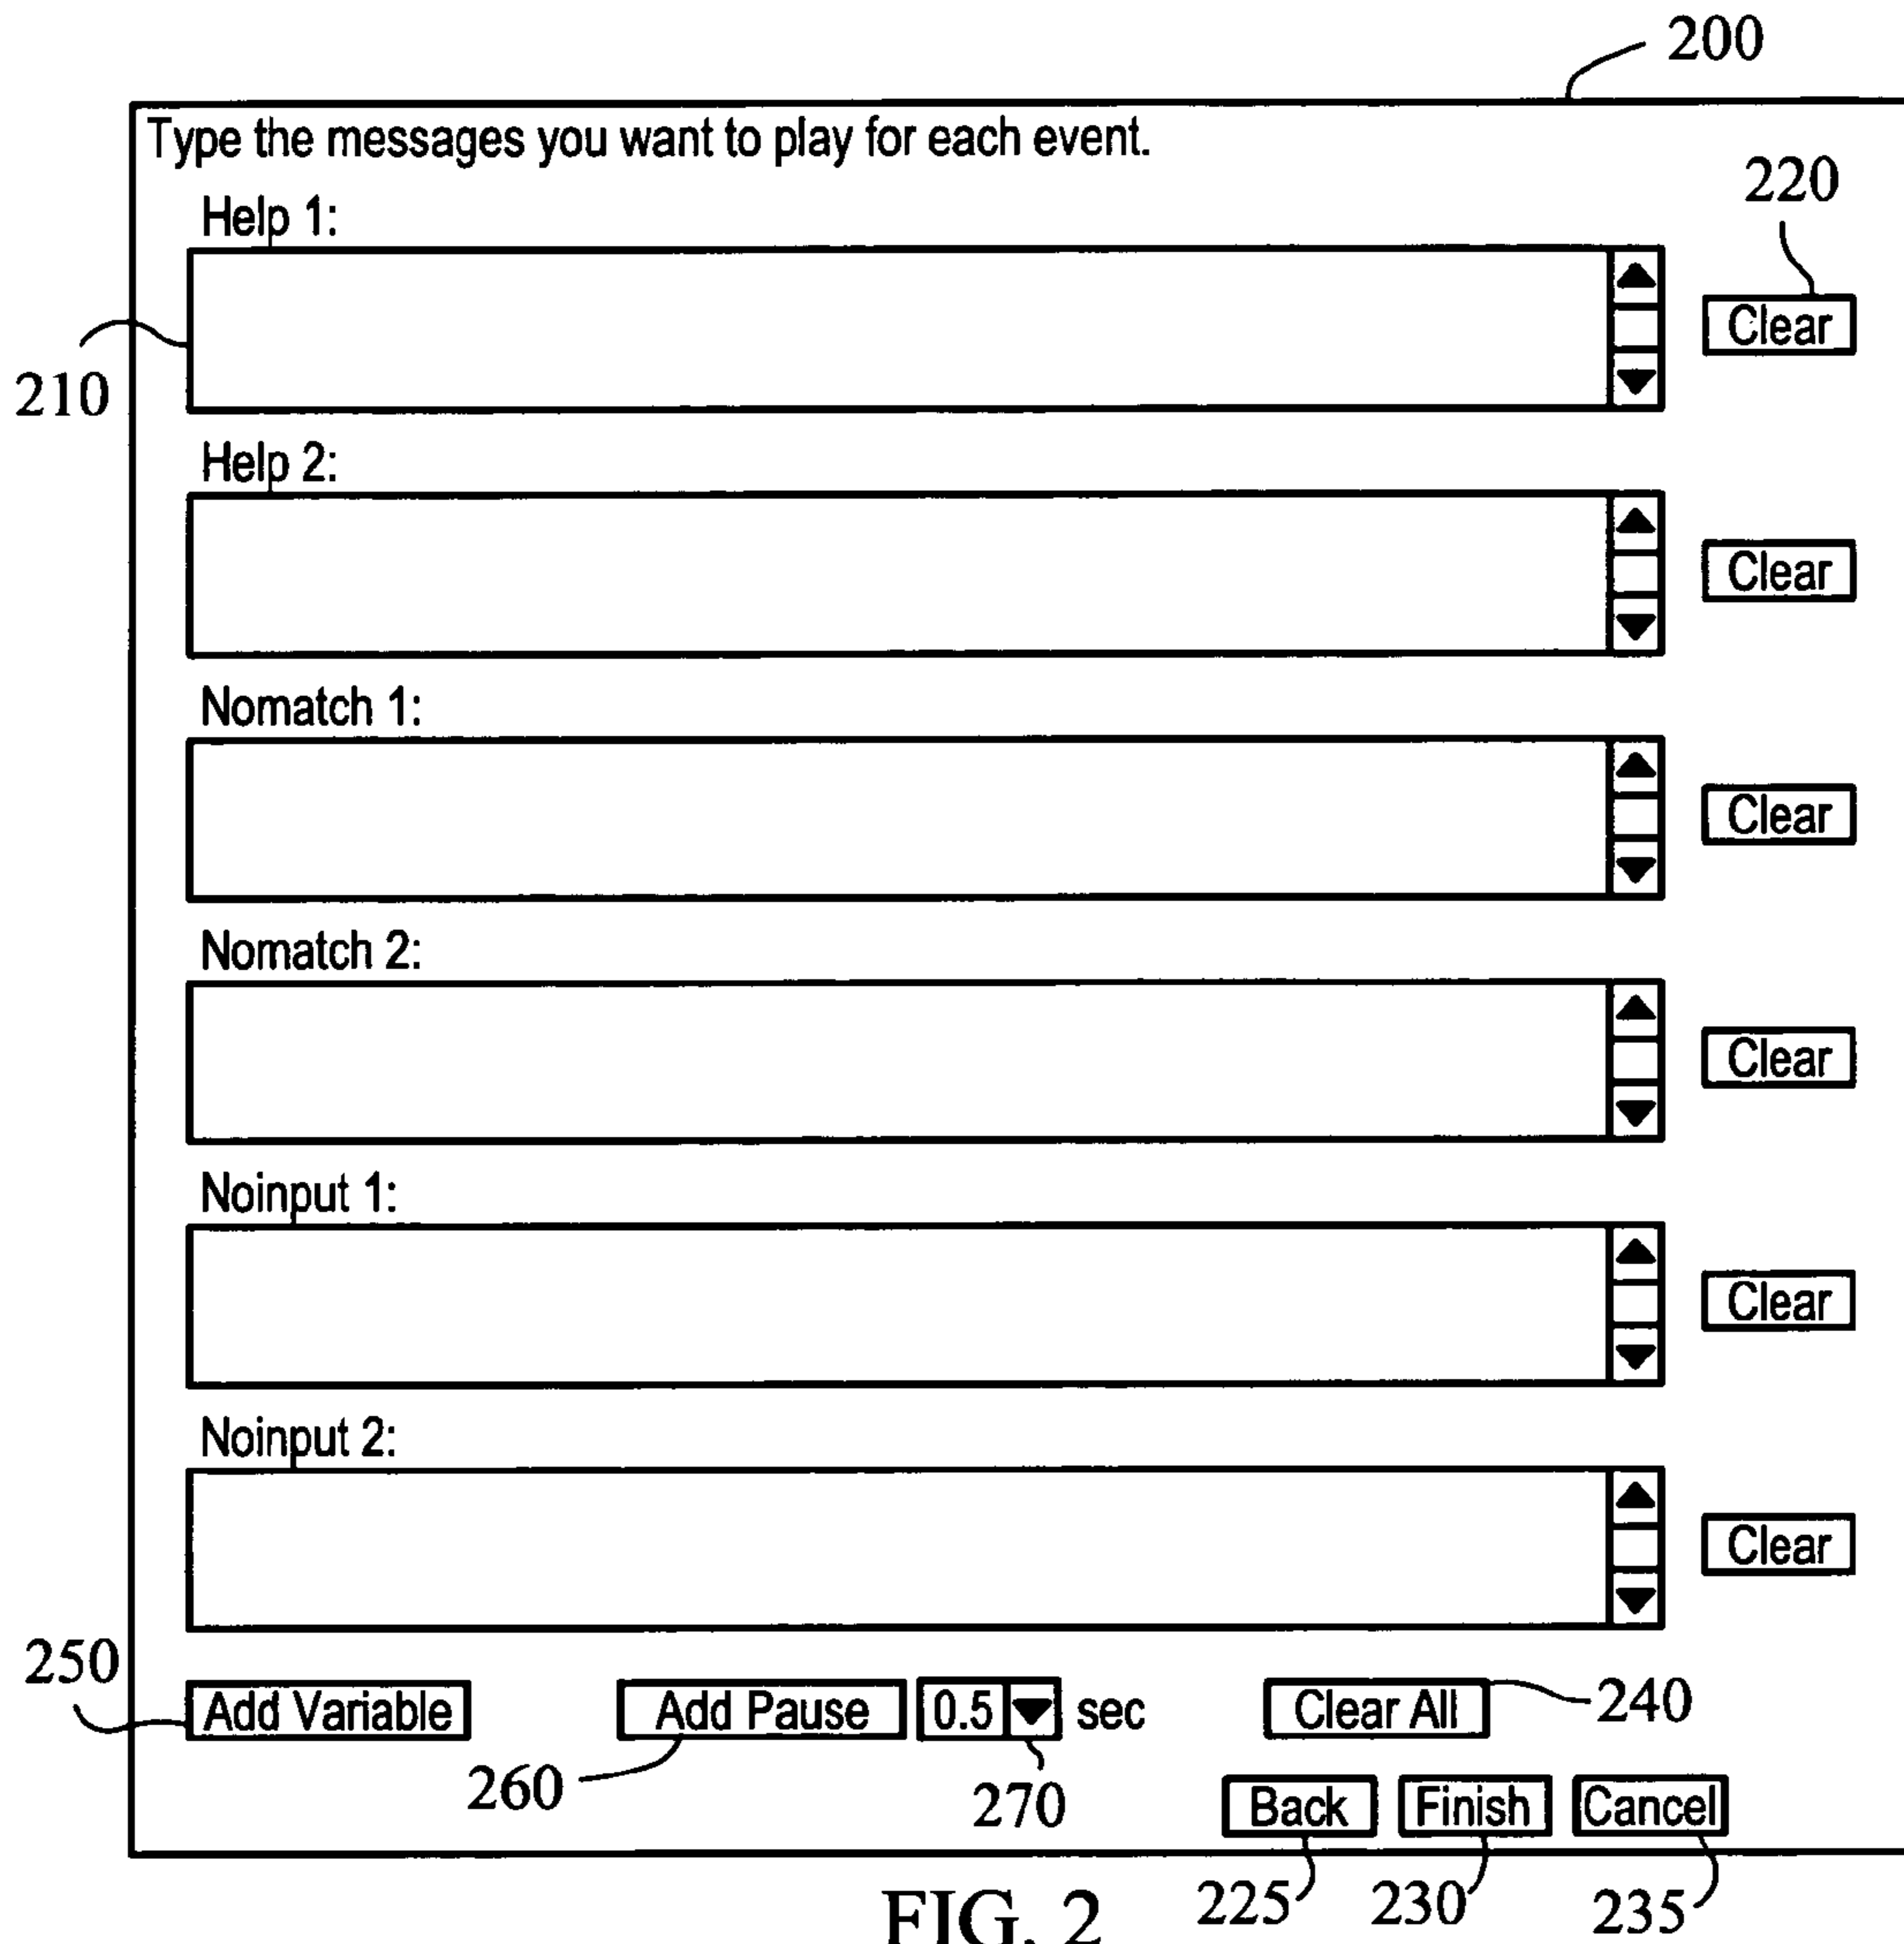 200
Type the messages you want to play for each event.
220
Help 1:
Clear
210
Help 2:
Clear
Nomatch 1:
Clear
Nomatch 2:
Clear
Noinput 1:
Clear
Noinput 2:
Clear
250
Add Variable Add Pause 0.5 sec Clear All 240
260 270 Back Finish Cancel
225 230 235
FIG. 2